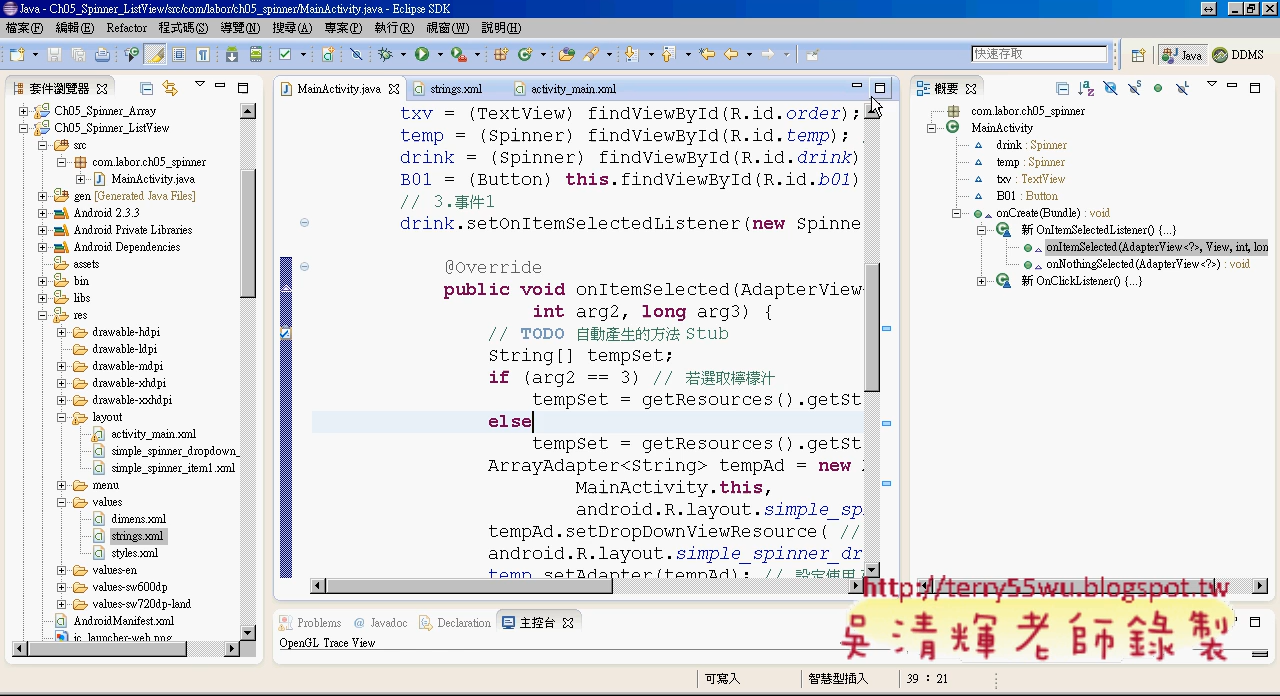 Java - Ch05_Spinner_ListView/src/com/labor/ch05_spinner/MainActivity.java - Eclipse SDK
檔案(F) 編輯(E) Refactor 程式碼(S) 導覽(N) 搜尋(A) 專案(P) 執行(R) 視窗(W) 說明(H)
快速存取 Java DDMS
套件瀏覽器
Ch05_Spinner_Array
Ch05_Spinner_ListView
src
com.labor.ch05_spinner
MainActivity.java
gen [Generated Java Files]
Android 2.3.3
Android Private Libraries
Android Dependencies
assets
bin
libs
res
drawable-hdpi
drawable-ldpi
drawable-mdpi
drawable-xhdpi
drawable-xxhdpi
layout
activity_main.xml
simple_spinner_dropdown_
simple_spinner_item1.xml
menu
values
dimens.xml
strings.xml
styles.xml
values-en
values-sw600dp
values-sw720dp-land
AndroidManifest.xml
ic_launcher-web.png
MainActivity.java strings.xml activity_main.xml
txv = (TextView) findViewById(R.id.order);
temp = (Spinner) findViewById(R.id.temp);
drink = (Spinner) findViewById(R.id.drink)
B01 = (Button) this.findViewById(R.id.b01)
// 3.事件1
drink.setOnItemSelectedListener(new Spinne
@Override
public void onItemSelected(AdapterView
int arg2, long arg3) {
// TODO 自動產生的方法 Stub
String[] tempSet;
if (arg2 == 3) // 若選取檸檬汁
tempSet = getResources().getSt
else
tempSet = getResources().getSt
ArrayAdapter<String> tempAd = new
MainActivity.this,
android.R.layout.simple_sp
tempAd.setDropDownViewResource( //
android.R.layout.simple_spinner_dr
temp.setAdapter(tempAd); // 設定使用
概要
com.labor.ch05_spinner
MainActivity
drink : Spinner
temp : Spinner
txv : TextView
B01 : Button
onCreate(Bundle) : void
新 OnItemSelectedListener() {...}
onItemSelected(AdapterView<?>, View, int, lon
onNothingSelected(AdapterView<?>) : void
新 OnClickListener() {...}
Problems Javadoc Declaration 主控台
OpenGL Trace View
http://terry55wu.blogspot.tw
吳清輝老師錄製
可寫入 智慧型插入 39 : 21